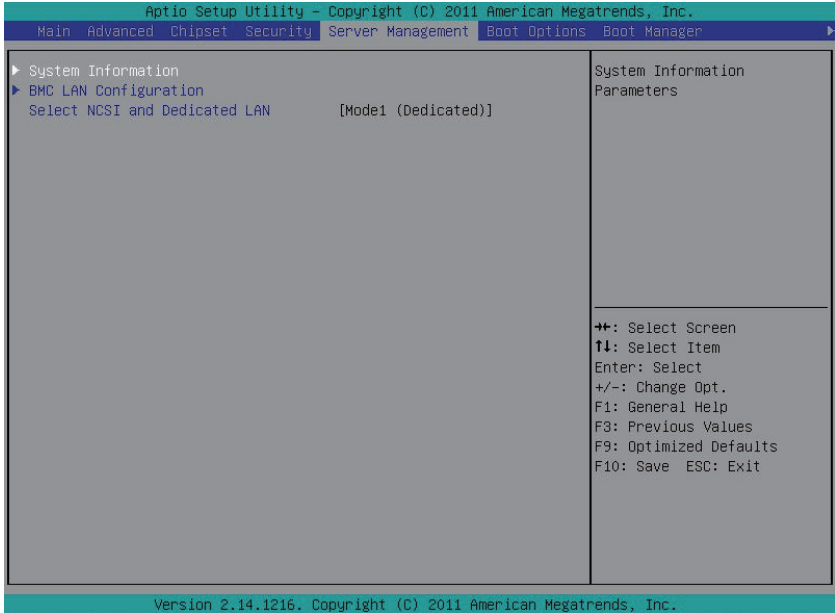 Aptio Setup Utility - Copyright (C) 2011 American Megatrends, Inc.
Main Advanced Chipset Security Server Management Boot Options Boot Manager
System Information
BMC LAN Configuration
Select NCSI and Dedicated LAN [Mode1 (Dedicated)]
System Information
Parameters
→←: Select Screen
↑↓: Select Item
Enter: Select
+/-: Change Opt.
F1: General Help
F3: Previous Values
F9: Optimized Defaults
F10: Save ESC: Exit
Version 2.14.1216. Copyright (C) 2011 American Megatrends, Inc.